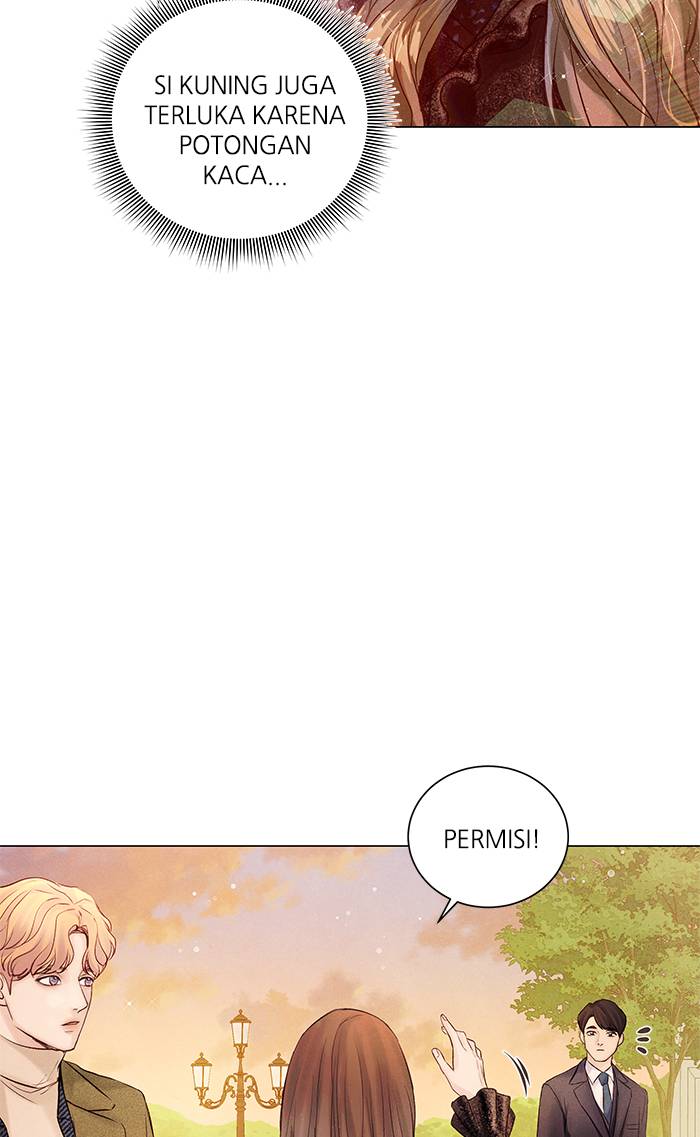 SI KUNING JUGA
TERLUKA KARENA
POTONGAN
KACA...
PERMISI!